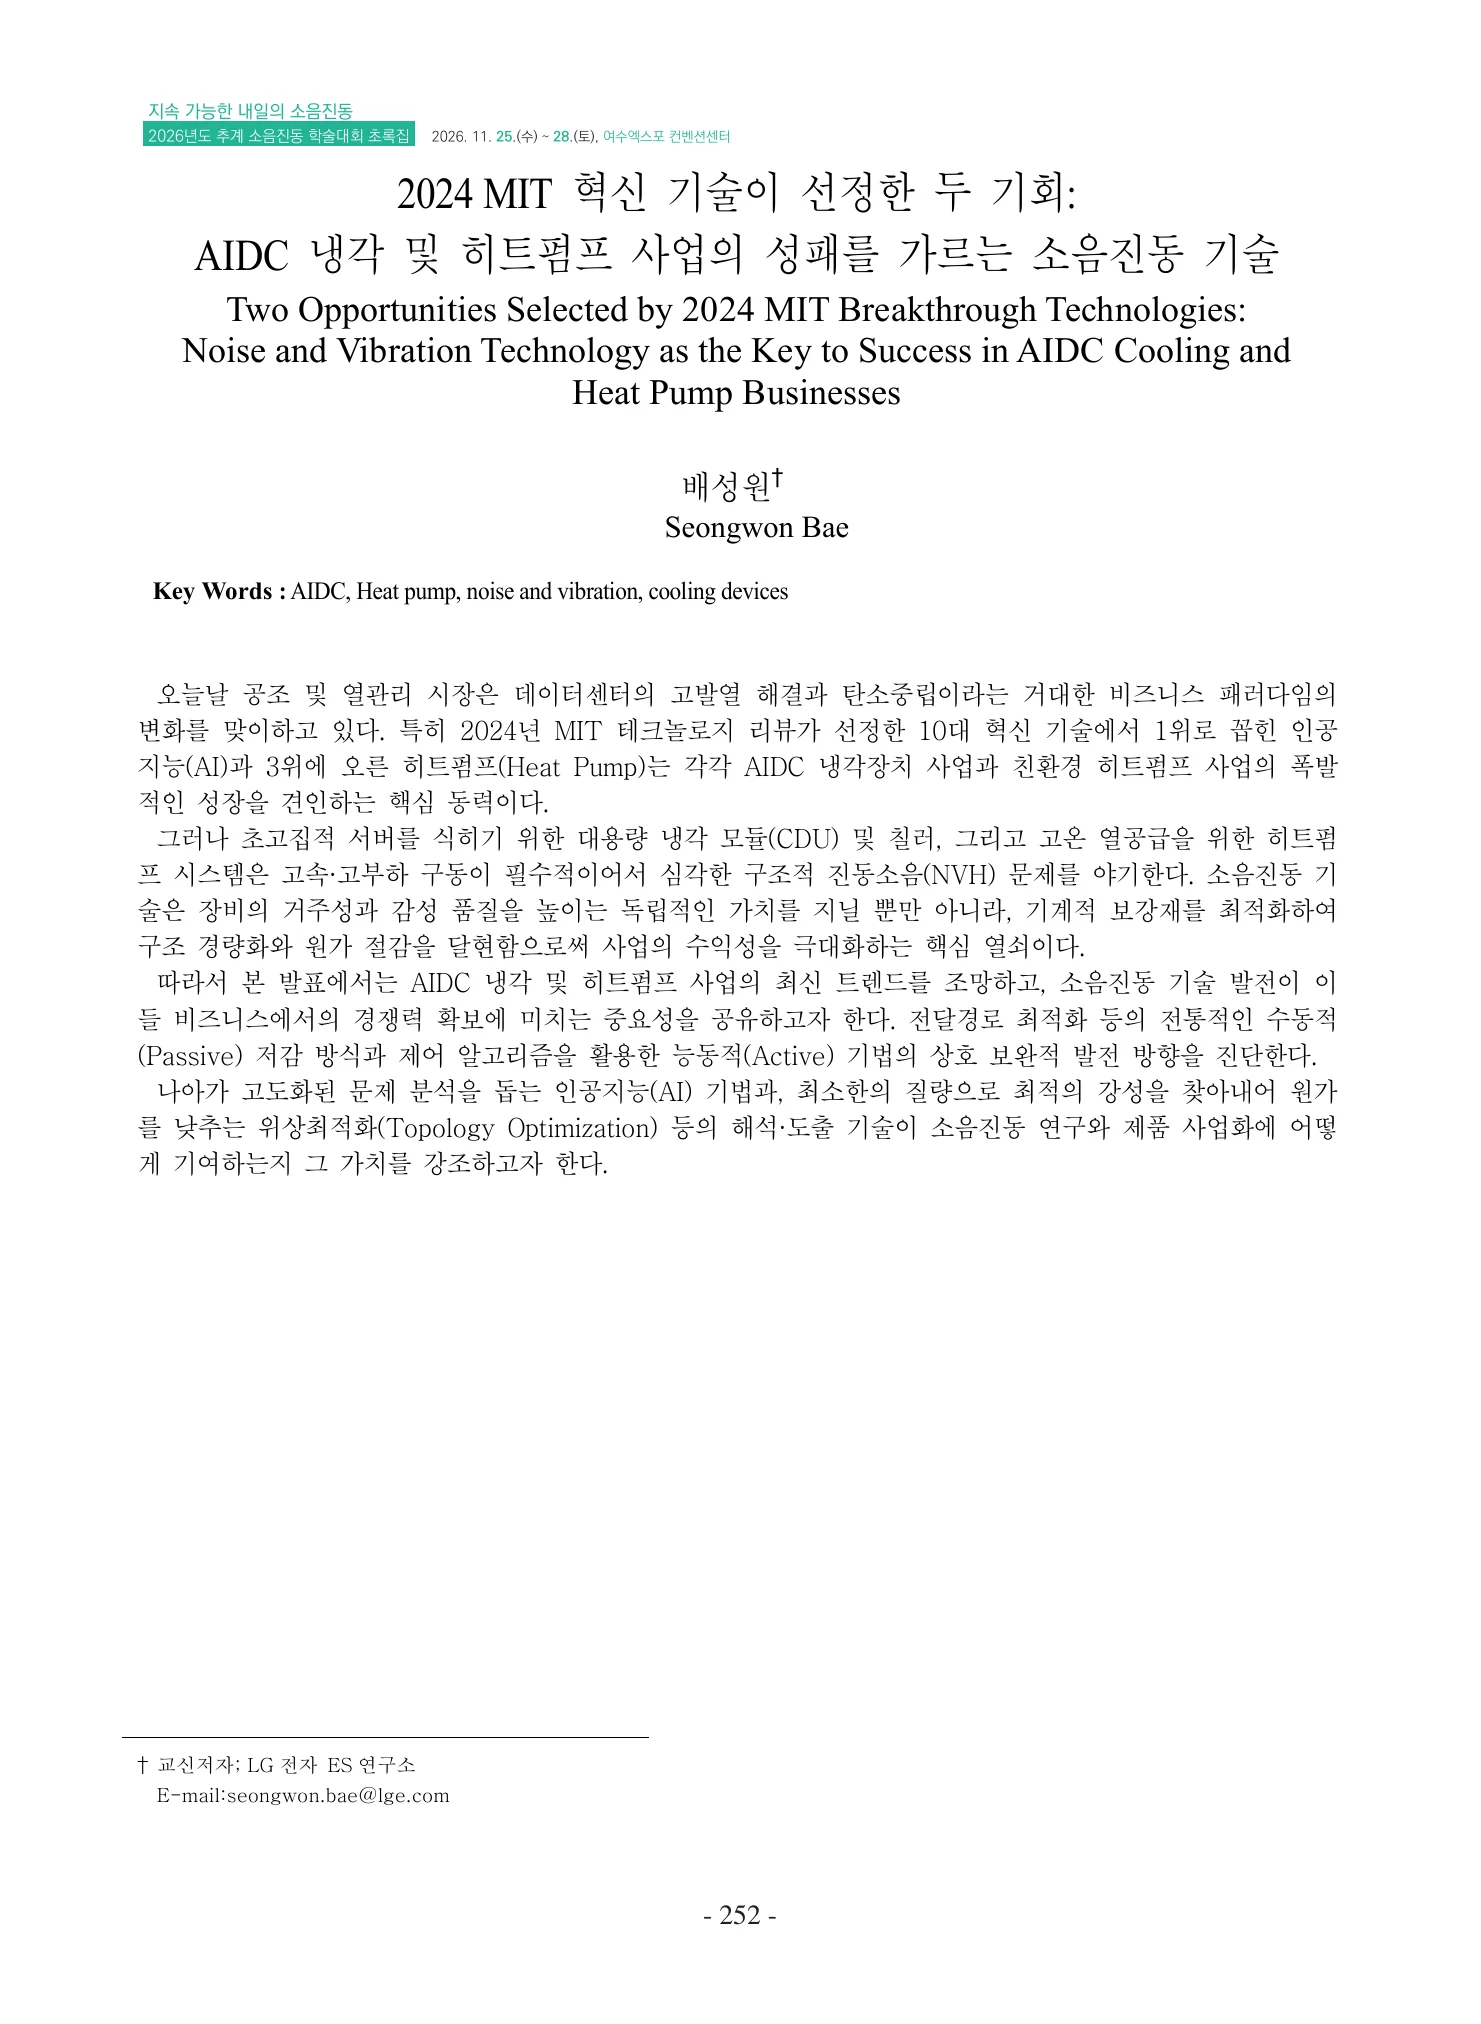 지속 가능한 내일의 소음진동
2026년도 추계 소음진동 학술대회 초록집 2026. 11. 25.(수) ~ 28.(토), 여수엑스포 컨벤션센터
2024 MIT 혁신 기술이 선정한 두 기회:
AIDC 냉각 및 히트펌프 사업의 성패를 가르는 소음진동 기술
Two Opportunities Selected by 2024 MIT Breakthrough Technologies:
Noise and Vibration Technology as the Key to Success in AIDC Cooling and
Heat Pump Businesses
배성원†
Seongwon Bae
Key Words : AIDC, Heat pump, noise and vibration, cooling devices
오늘날 공조 및 열관리 시장은 데이터센터의 고발열 해결과 탄소중립이라는 거대한 비즈니스 패러다임의
변화를 맞이하고 있다. 특히 2024년 MIT 테크놀로지 리뷰가 선정한 10대 혁신 기술에서 1위로 꼽힌 인공
지능(AI)과 3위에 오른 히트펌프(Heat Pump)는 각각 AIDC 냉각장치 사업과 친환경 히트펌프 사업의 폭발
적인 성장을 견인하는 핵심 동력이다.
그러나 초고집적 서버를 식히기 위한 대용량 냉각 모듈(CDU) 및 칠러, 그리고 고온 열공급을 위한 히트펌
프 시스템은 고속·고부하 구동이 필수적이어서 심각한 구조적 진동소음(NVH) 문제를 야기한다. 소음진동 기
술은 장비의 거주성과 감성 품질을 높이는 독립적인 가치를 지닐 뿐만 아니라, 기계적 보강재를 최적화하여
구조 경량화와 원가 절감을 달현함으로써 사업의 수익성을 극대화하는 핵심 열쇠이다.
따라서 본 발표에서는 AIDC 냉각 및 히트펌프 사업의 최신 트렌드를 조망하고, 소음진동 기술 발전이 이
들 비즈니스에서의 경쟁력 확보에 미치는 중요성을 공유하고자 한다. 전달경로 최적화 등의 전통적인 수동적
(Passive) 저감 방식과 제어 알고리즘을 활용한 능동적(Active) 기법의 상호 보완적 발전 방향을 진단한다.
나아가 고도화된 문제 분석을 돕는 인공지능(AI) 기법과, 최소한의 질량으로 최적의 강성을 찾아내어 원가
를 낮추는 위상최적화(Topology Optimization) 등의 해석·도출 기술이 소음진동 연구와 제품 사업화에 어떻
게 기여하는지 그 가치를 강조하고자 한다.
† 교신저자; LG 전자 ES 연구소
E-mail:seongwon.bae@lge.com
- 252 -